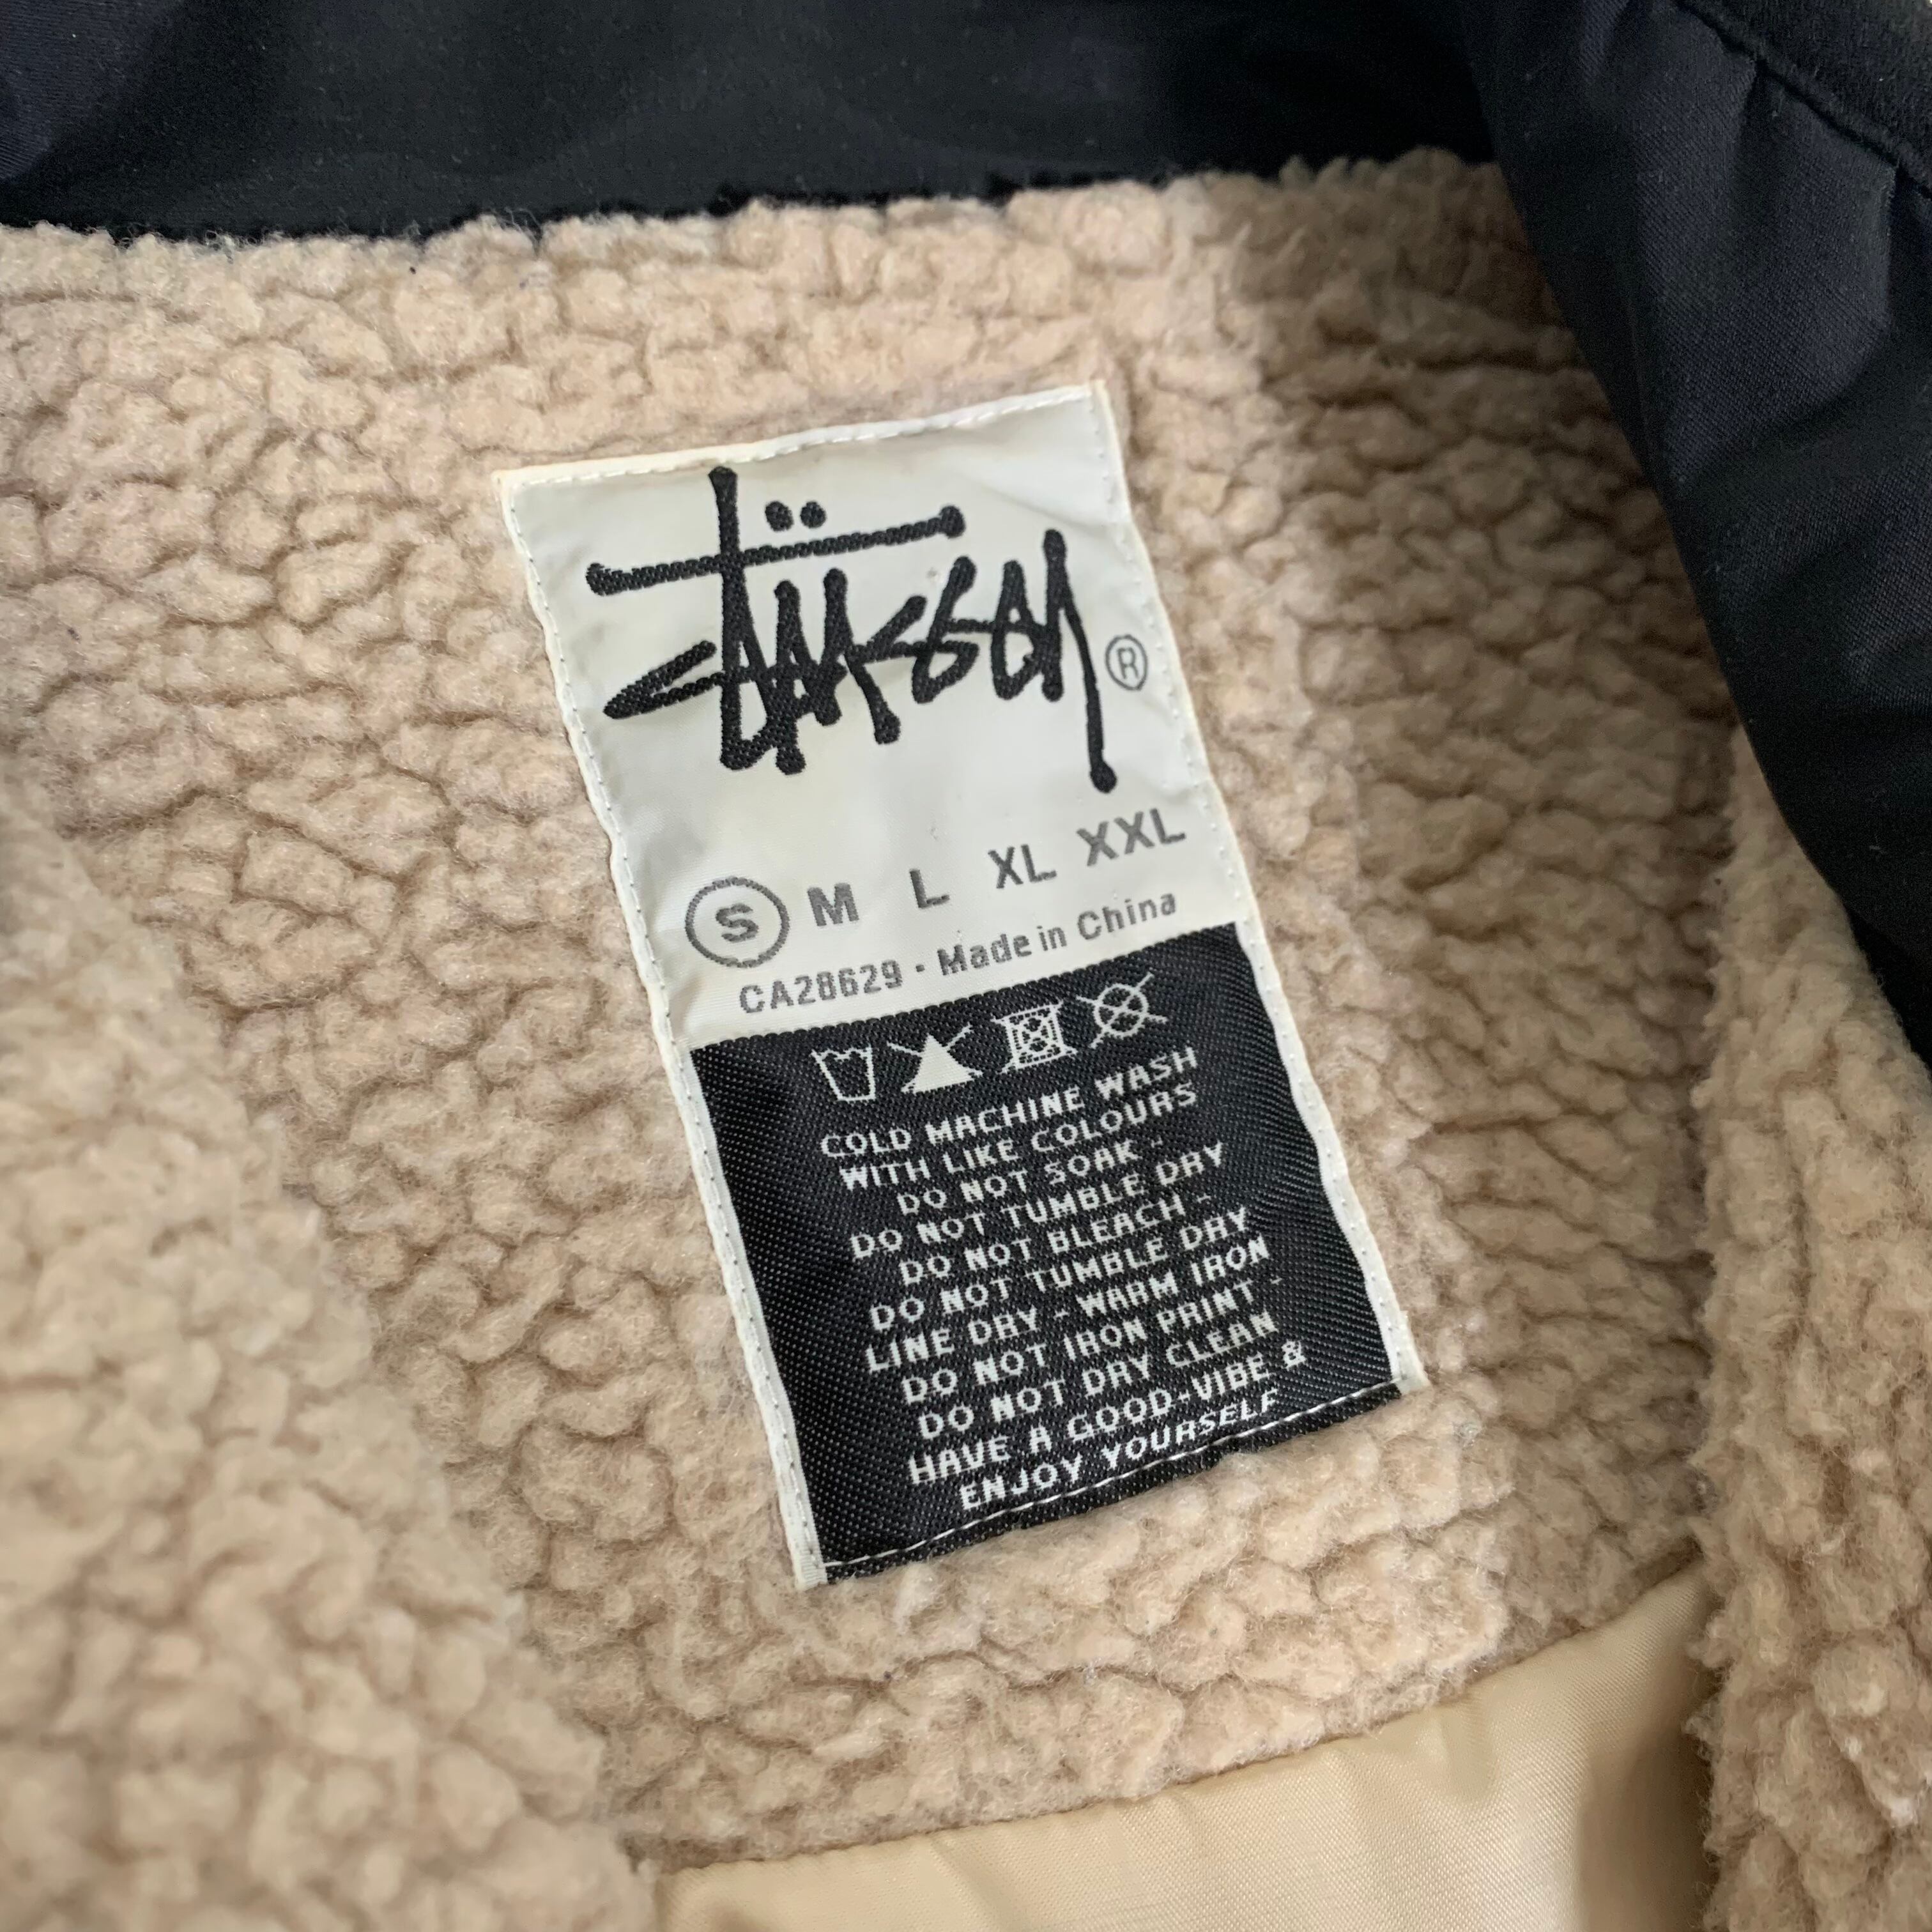 Stüssy ®
S M L XL XXL
CA28629 · Made in China
COLD MACHINE WASH
WITH LIKE COLOURS
DO NOT SOAK -
DO NOT TUMBLE DRY
DO NOT BLEACH -
DO NOT TUMBLE DRY
LINE DRY - WARM IRON
DO NOT IRON PRINT -
DO NOT DRY CLEAN
HAVE A GOOD-VIBE &
ENJOY YOURSELF